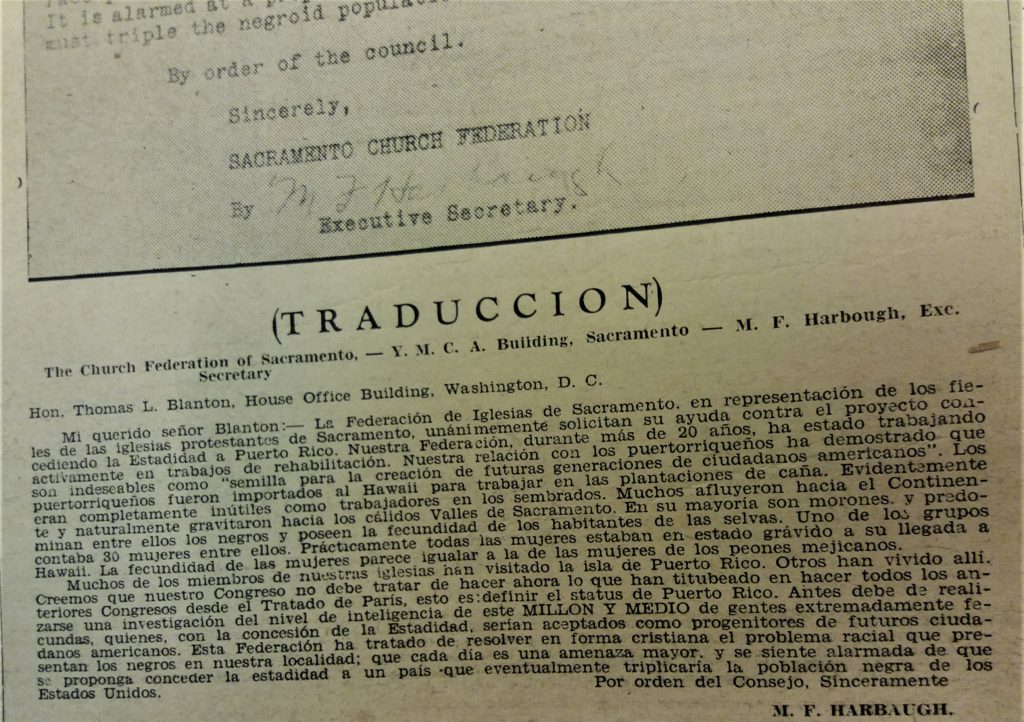 It is alarmed at a
must triple the negroid
By order of the council.
Sincerely,
SACRAMENTO CHURCH FEDERATION
By M F Harbaugh
Executive Secretary.
(TRADUCCION)
The Church Federation of Sacramento, — Y. M. C. A. Building, Sacramento — M. F. Harbough, Exc.
Secretary
Hon. Thomas L. Blanton, House Office Building, Washington, D. C.
Mi querido señor Blanton:— La Federación de Iglesias de Sacramento, en representación de los fie-
les de las iglesias protestantes de Sacramento, unánimemente solicitan su ayuda contra el proyecto con-
cediendo la Estadidad a Puerto Rico. Nuestra Federación, durante más de 20 años, ha estado trabajando
activamente en trabajos de rehabilitación. Nuestra relación con los puertorriqueños ha demostrado que
son indeseables como "semilla para la creación de futuras generaciones de ciudadanos americanos". Los
puertorriqueños fueron importados al Hawaii para trabajar en las plantaciones de caña. Evidentemente
eran completamente inútiles como trabajadores en los sembrados. Muchos afluyeron hacia el Continen-
te y naturalmente gravitaron hacia los cálidos Valles de Sacramento. En su mayoría son morones. y predo-
minan entre ellos los negros y poseen la fecundidad de los habitantes de las selvas. Uno de los grupos
contaba 30 mujeres entre ellos. Prácticamente todas las mujeres estaban en estado grávido a su llegada a
Hawaii. La fecundidad de las mujeres parece igualar a la de las mujeres de los peones mejicanos.
Muchos de los miembros de nuestras iglesias han visitado la isla de Puerto Rico. Otros han vivido allí.
Creemos que nuestro Congreso no debe tratar de hacer ahora lo que han titubeado en hacer todos los an-
teriores Congresos desde el Tratado de París, esto es:definir el status de Puerto Rico. Antes debe de reali-
zarse una investigación del nivel de inteligencia de este MILLON Y MEDIO de gentes extremadamente fe-
cundas, quienes, con la concesión de la Estadidad, serían aceptados como progenitores de futuros ciuda-
danos americanos. Esta Federación ha tratado de resolver en forma cristiana el problema racial que pre-
sentan los negros en nuestra localidad; que cada día es una amenaza mayor. y se siente alarmada de que
se proponga conceder la estadidad a un país que eventualmente triplicaría la población negra de los
Estados Unidos.
Por orden del Consejo, Sinceramente
M. F. HARBAUGH.